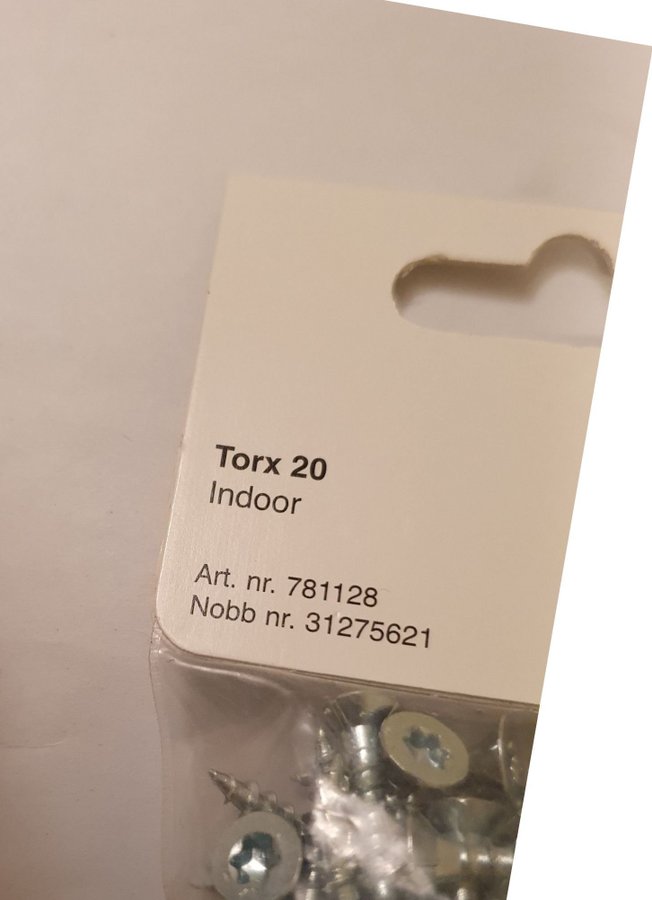 Torx 20
Indoor
Art. nr. 781128
Nobb nr. 31275621